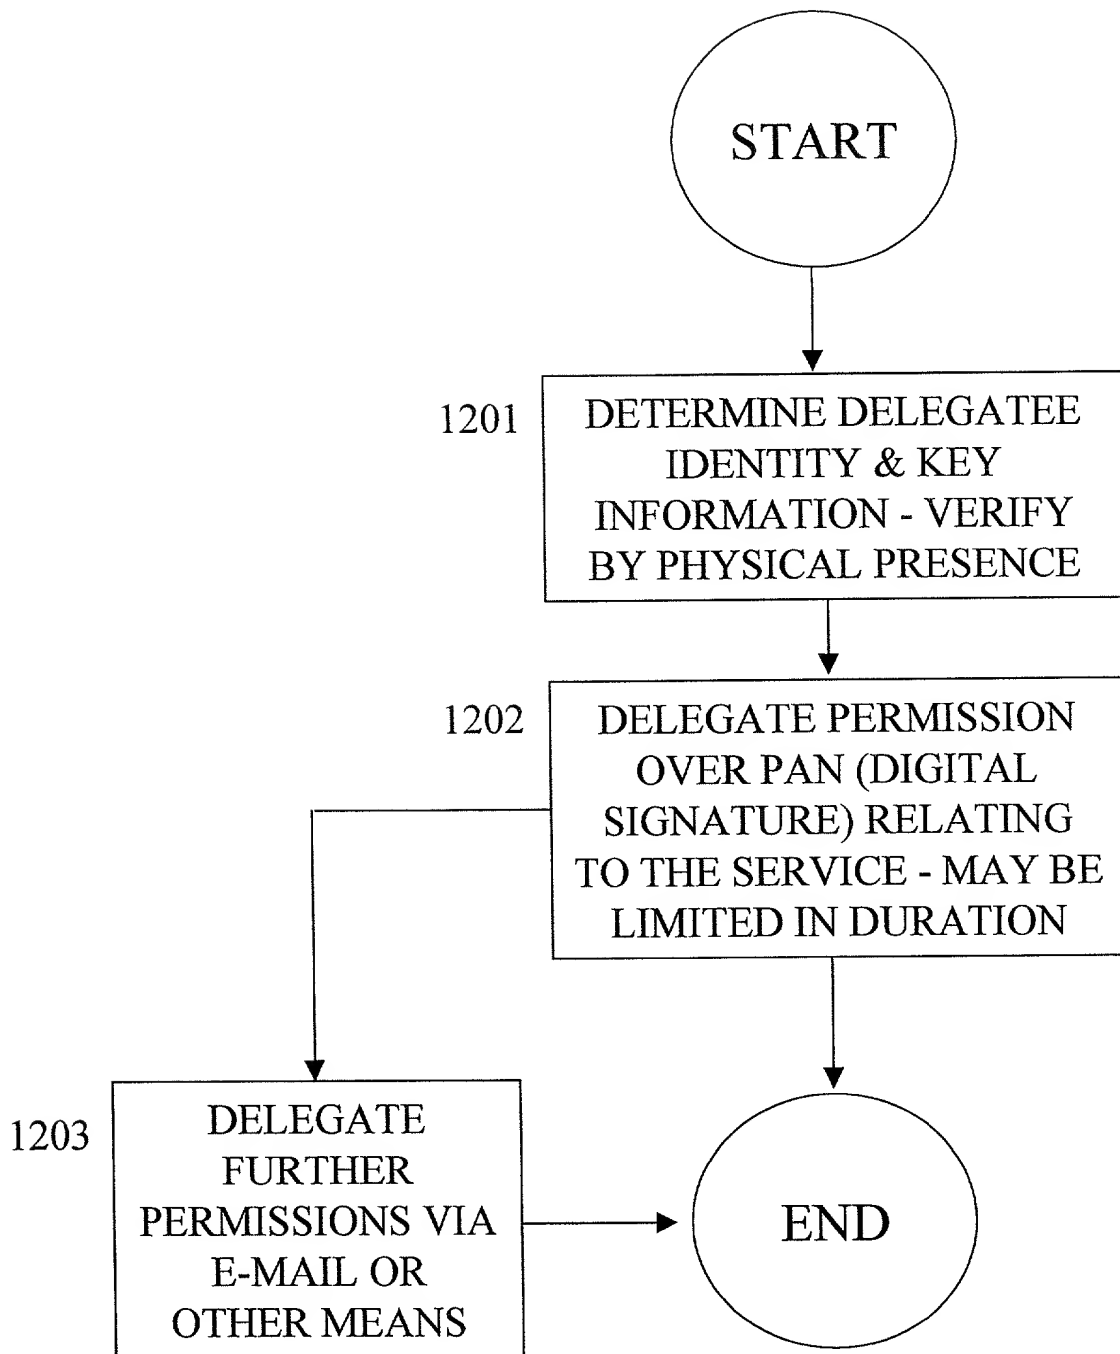 START
1201
DETERMINE DELEGATEE
IDENTITY & KEY
INFORMATION - VERIFY
BY PHYSICAL PRESENCE
1202
DELEGATE PERMISSION
OVER PAN (DIGITAL
SIGNATURE) RELATING
TO THE SERVICE - MAY BE
LIMITED IN DURATION
1203
DELEGATE
FURTHER
PERMISSIONS VIA
E-MAIL OR
OTHER MEANS
END